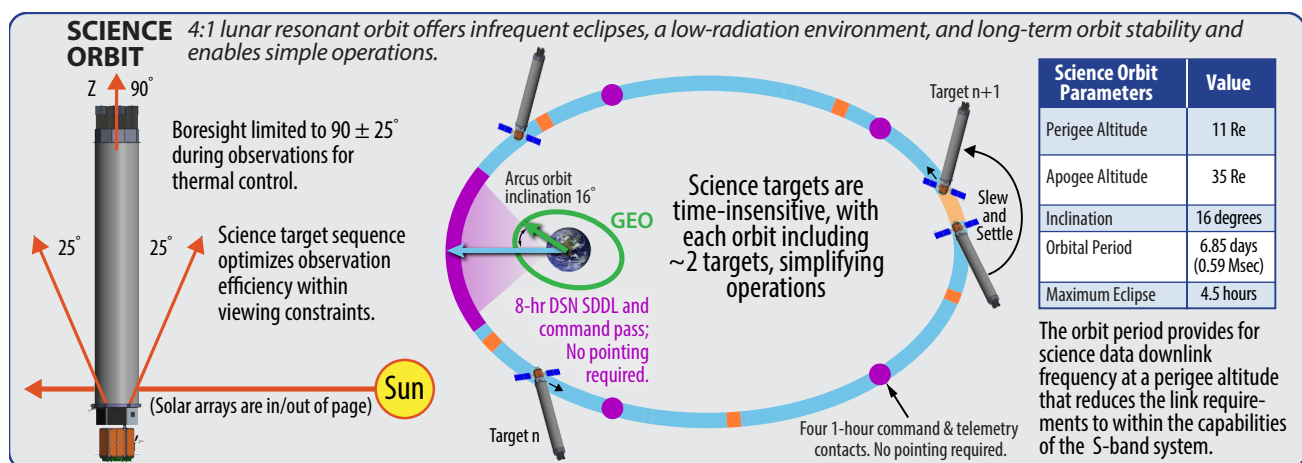 SCIENCE ORBIT
4:1 lunar resonant orbit offers infrequent eclipses, a low-radiation environment, and long-term orbit stability and
enables simple operations.
Z 90°
Boresight limited to 90 ± 25°
during observations for
thermal control.
25°
25°
Science target sequence
optimizes observation
efficiency within
viewing constraints.
Sun
(Solar arrays are in/out of page)
Arcus orbit
inclination 16°
GEO
8-hr DSN SDDL and
command pass;
No pointing
required.
Target n
Science targets are
time-insensitive, with
each orbit including
~2 targets, simplifying
operations
Target n+1
Slew
and
Settle
Four 1-hour command & telemetry
contacts. No pointing required.
Science Orbit
Parameters
Value
Perigee Altitude
11 Re
Apogee Altitude
35 Re
Inclination
16 degrees
Orbital Period
6.85 days
(0.59 Msec)
Maximum Eclipse
4.5 hours
The orbit period provides for
science data downlink
frequency at a perigee altitude
that reduces the link require-
ments to within the capabilities
of the S-band system.